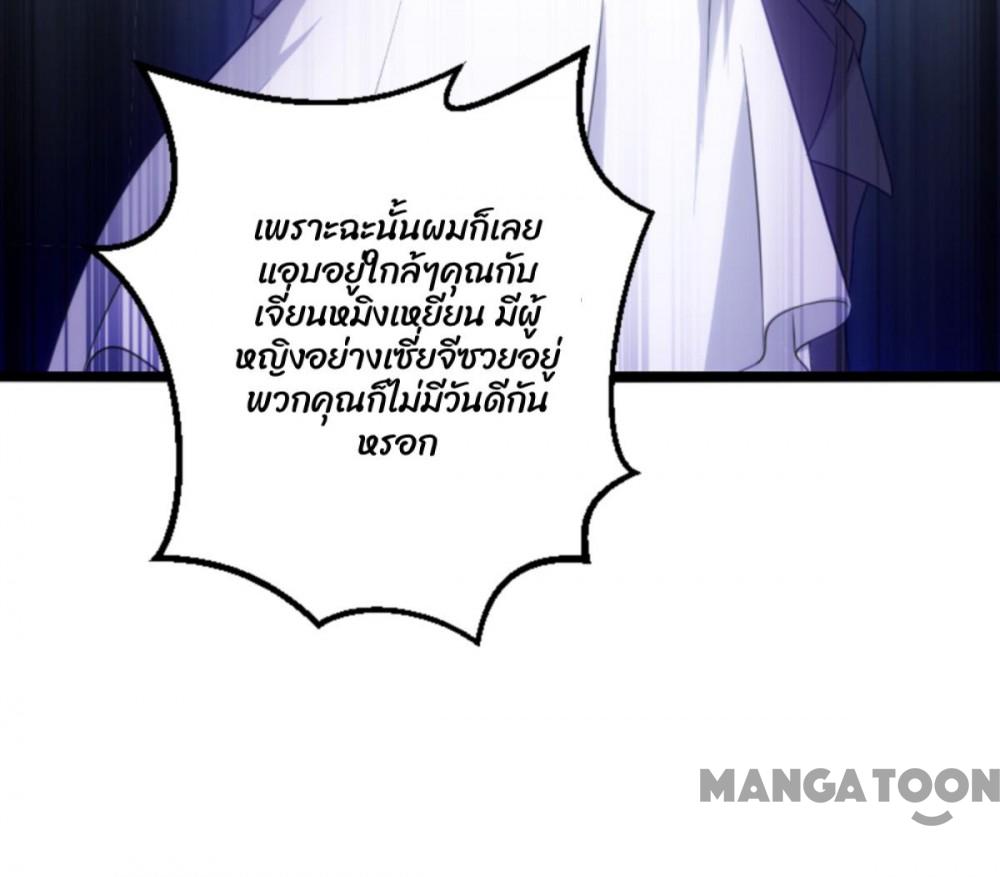 เพราะฉะนั้นผมก็เลย
แอบอยู่ใกล้ๆคุณกับ
เจี่ยนหมิงเหยียน มีผู้
หญิงอย่างเซี่ยจีซวยอยู่
พวกคุณก็ไม่มีวันดีกัน
หรอก
MANGATOON